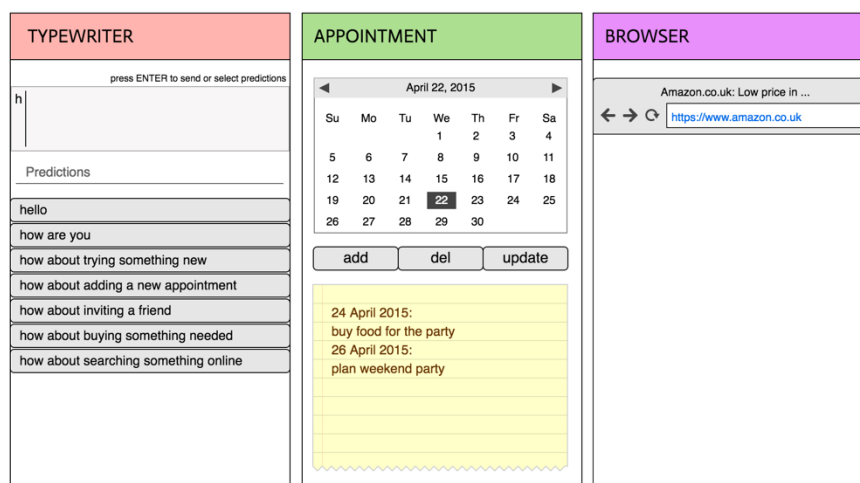 TYPEWRITER
press ENTER to send or select predictions
h
Predictions
hello
how are you
how about trying something new
how about adding a new appointment
how about inviting a friend
how about buying something needed
how about searching something online
APPOINTMENT
April 22, 2015
Su Mo Tu We Th Fr Sa
1 2 3 4
5 6 7 8 9 10 11
12 13 14 15 16 17 18
19 20 21 22 23 24 25
26 27 28 29 30
add del update
24 April 2015:
buy food for the party
26 April 2015:
plan weekend party
BROWSER
Amazon.co.uk: Low price in ...
https://www.amazon.co.uk